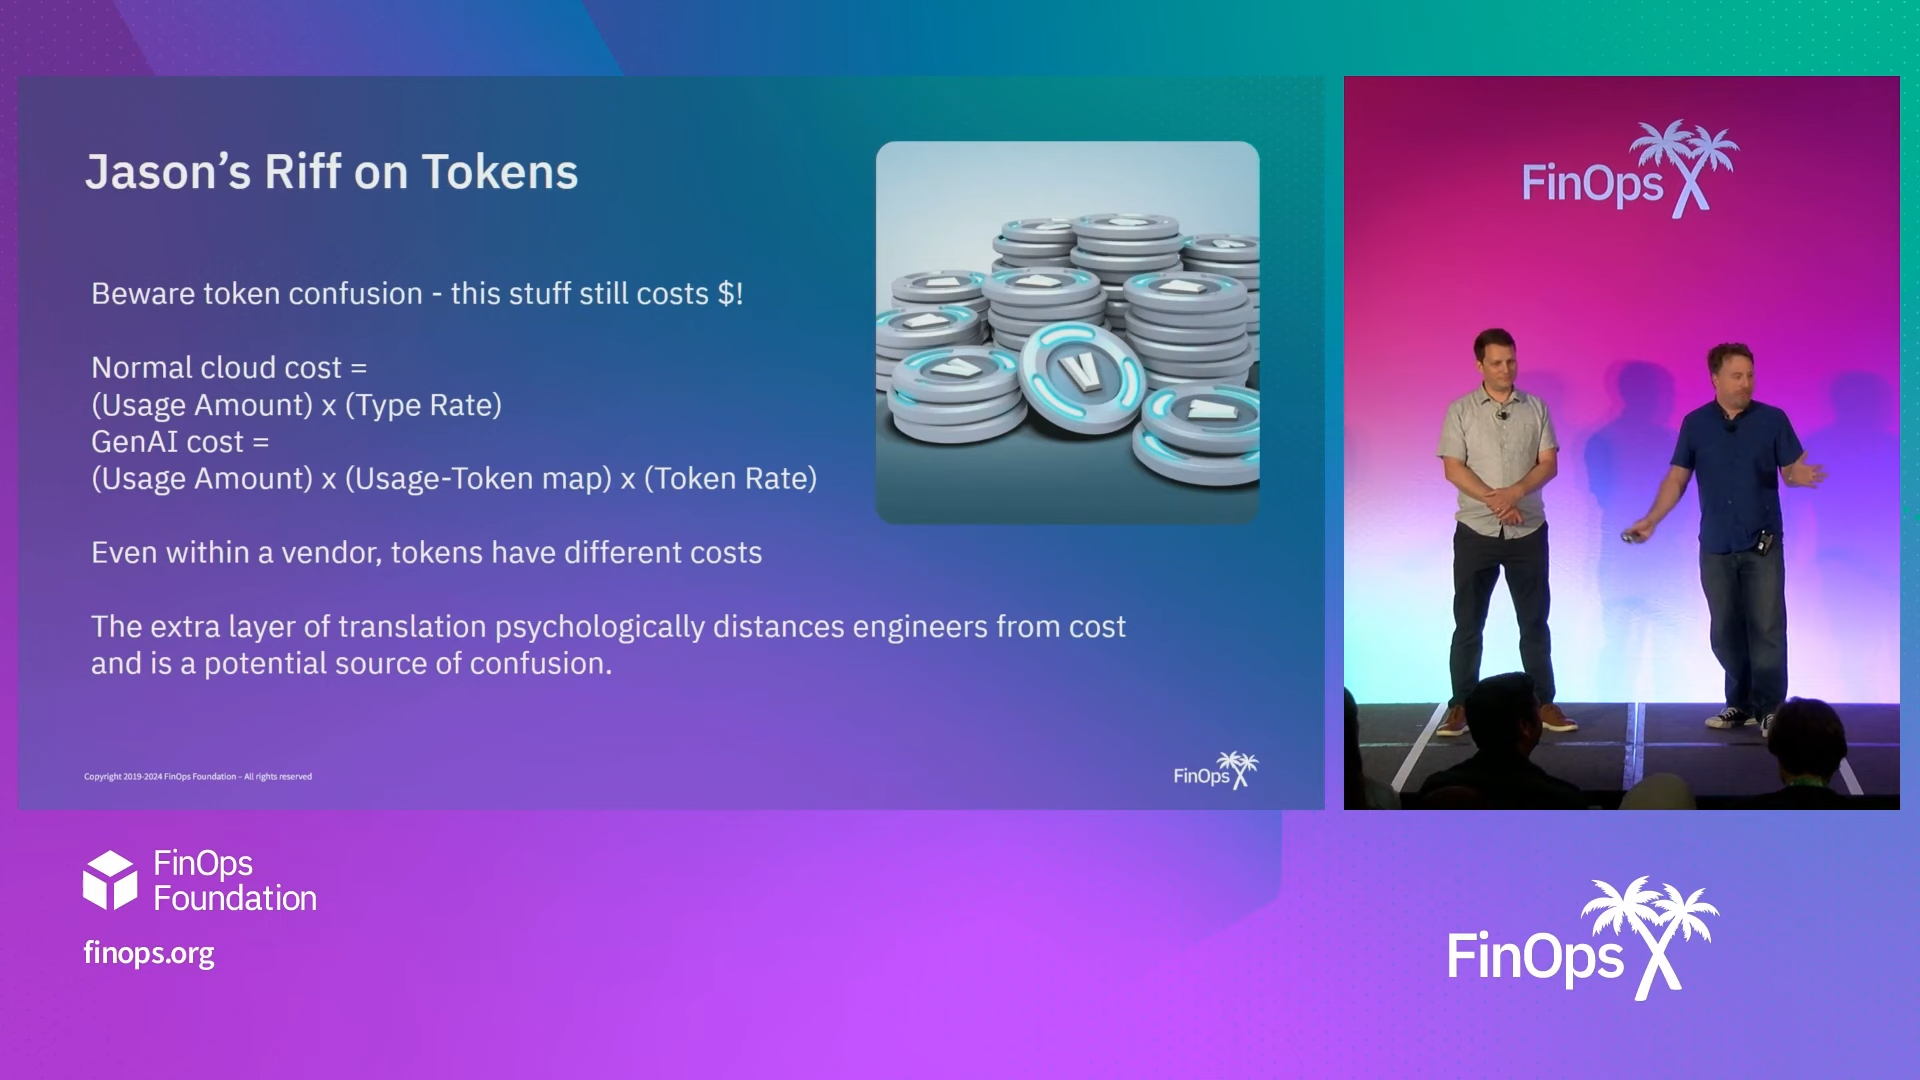 Jason's Riff on Tokens
Beware token confusion - this stuff still costs $!
Normal cloud cost =
(Usage Amount) x (Type Rate)
GenAI cost =
(Usage Amount) x (Usage-Token map) x (Token Rate)
Even within a vendor, tokens have different costs
The extra layer of translation psychologically distances engineers from cost
and is a potential source of confusion.
Copyright 2019-2024 FinOps Foundation – All rights reserved
FinOps X
FinOps X
FinOps
Foundation
finops.org
FinOps X